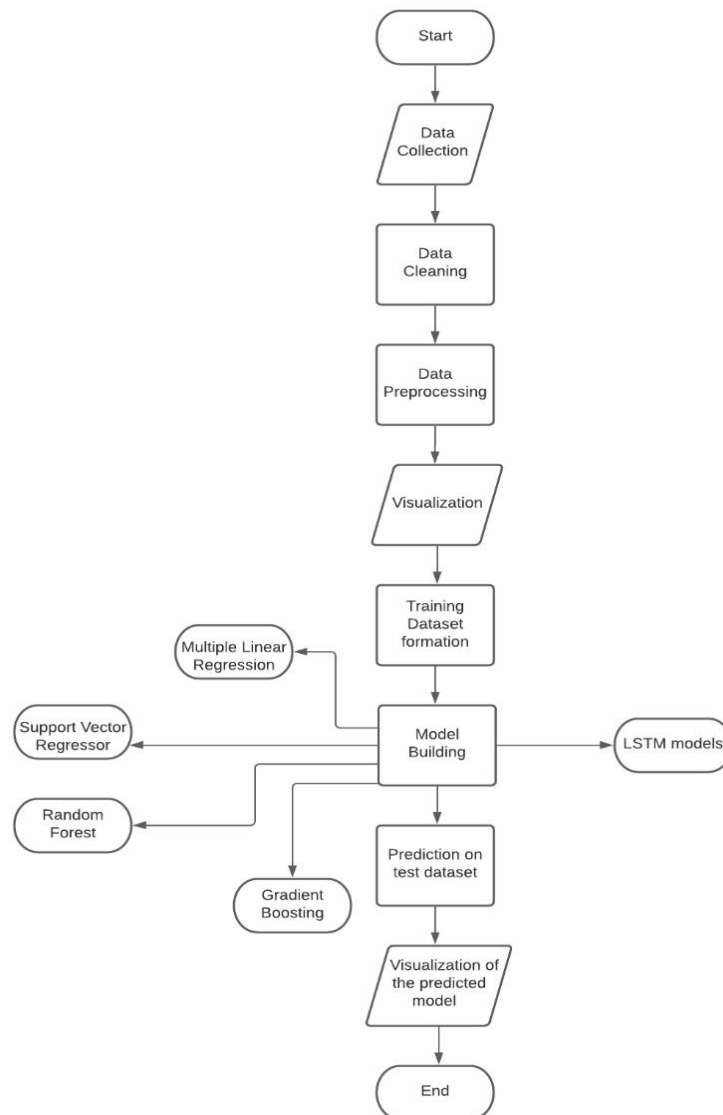 Start
Data
Collection
Data
Cleaning
Data
Preprocessing
Visualization
Training
Dataset
formation
Multiple Linear
Regression
Support Vector
Regressor
Model
Building
LSTM models
Random
Forest
Gradient
Boosting
Prediction on
test dataset
Visualization of
the predicted
model
End